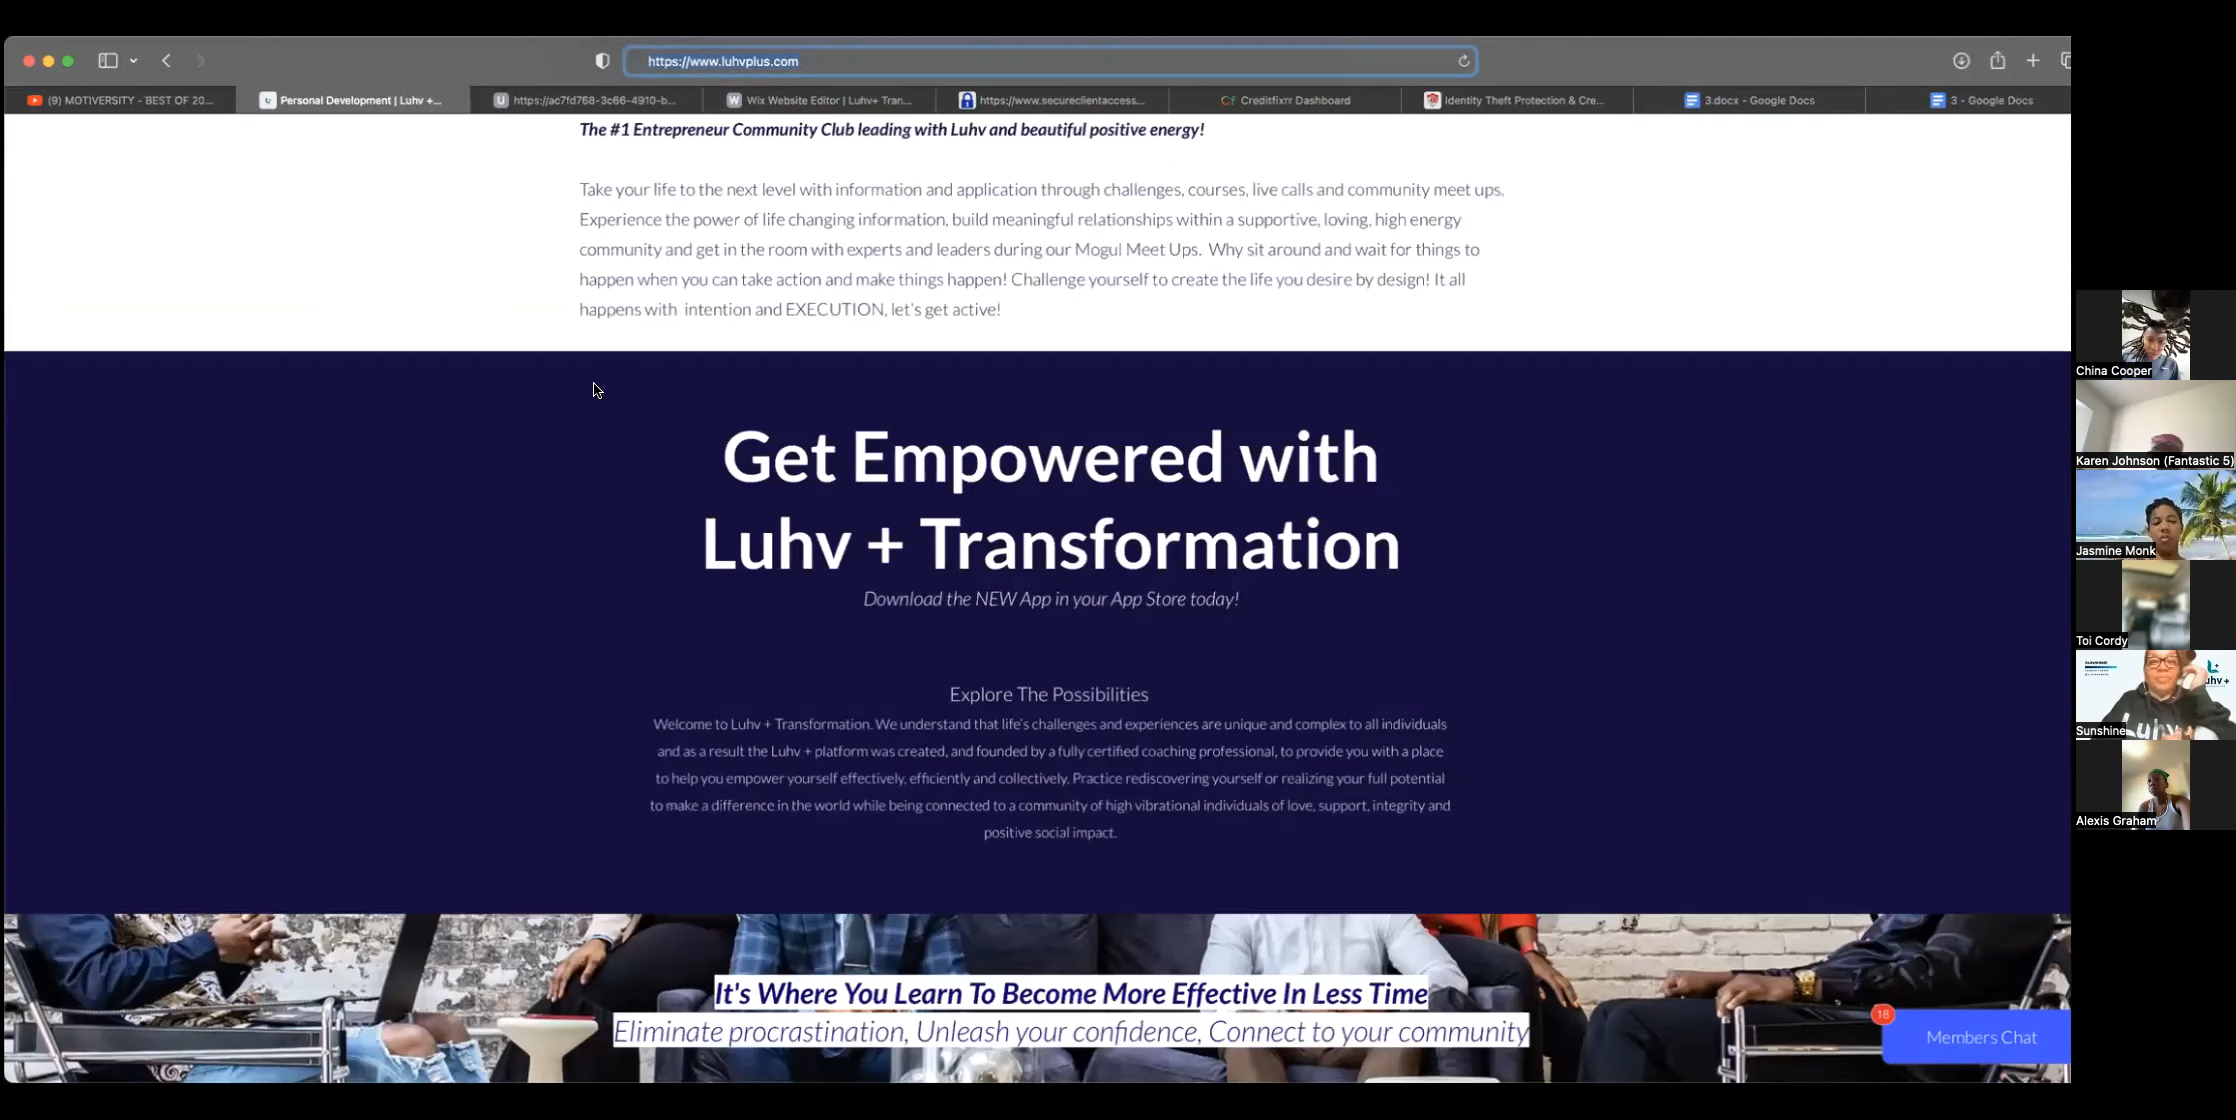 https://www.luhvplus.com
(9) MOTIVERSITY - BEST OF 20...
Personal Development | Luhv +...
https://ac7fd768-3c66-4910-b...
Wix Website Editor | Luhv+ Tran...
https://www.secureclientaccess...
Cf Creditfixrr Dashboard
Identity Theft Protection & Cre...
3.docx - Google Docs
3 - Google Docs
The #1 Entrepreneur Community Club leading with Luhv and beautiful positive energy!
Take your life to the next level with information and application through challenges, courses, live calls and community meet ups.
Experience the power of life changing information, build meaningful relationships within a supportive, loving, high energy
community and get in the room with experts and leaders during our Mogul Meet Ups. Why sit around and wait for things to
happen when you can take action and make things happen! Challenge yourself to create the life you desire by design! It all
happens with intention and EXECUTION, let's get active!
Get Empowered with
Luhv + Transformation
Download the NEW App in your App Store today!
Explore The Possibilities
Welcome to Luhv + Transformation. We understand that life's challenges and experiences are unique and complex to all individuals
and as a result the Luhv + platform was created, and founded by a fully certified coaching professional, to provide you with a place
to help you empower yourself effectively, efficiently and collectively. Practice rediscovering yourself or realizing your full potential
to make a difference in the world while being connected to a community of high vibrational individuals of love, support, integrity and
positive social impact.
It's Where You Learn To Become More Effective In Less Time
Eliminate procrastination, Unleash your confidence, Connect to your community
18
Members Chat
China Cooper
Karen Johnson (Fantastic 5)
Jasmine Monk
Toi Cordy
SUNSHINE
uhv+
Sunshine
Alexis Graham